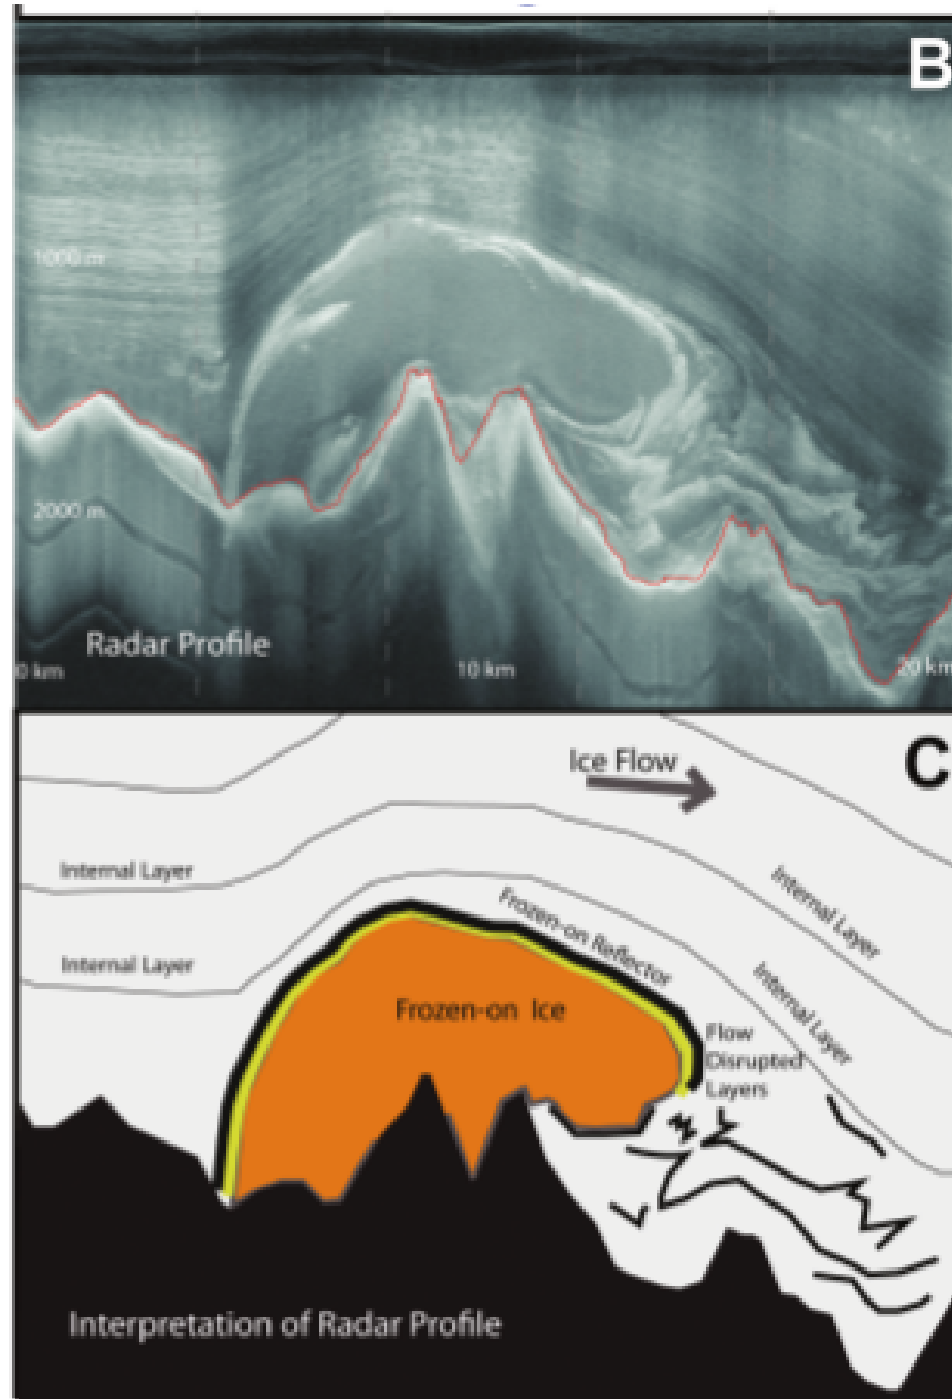 B
1000 m
2000 m
Radar Profile
0 km
10 km
20 km
C
Ice Flow
Internal Layer
Internal Layer
Frozen-on Reflector
Internal Layer
Internal Layer
Frozen-on Ice
Flow
Disrupted
Layers
Interpretation of Radar Profile